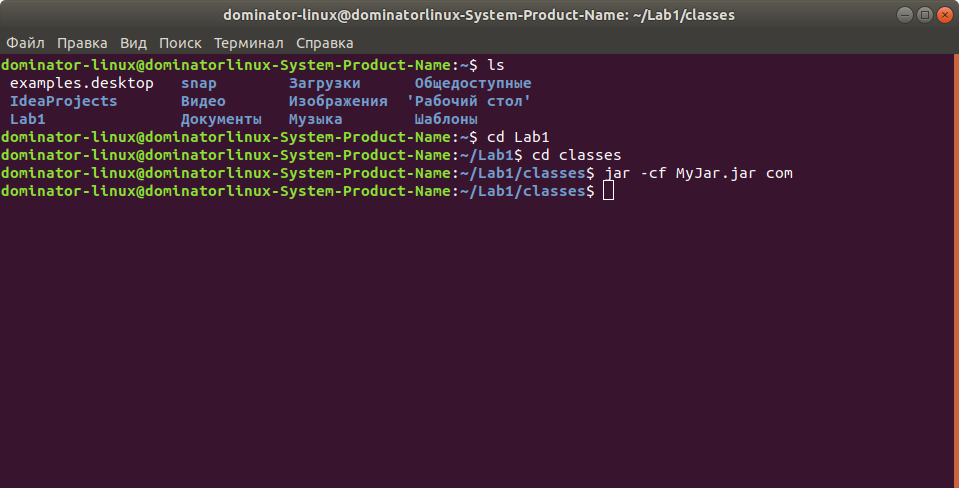 dominator-linux@dominatorlinux-System-Product-Name: ~/Lab1/classes
Файл Правка Вид Поиск Терминал Справка
dominator-linux@dominatorlinux-System-Product-Name:~$ ls
examples.desktop snap Загрузки Общедоступные
IdeaProjects Видео Изображения 'Рабочий стол'
Lab1 Документы Музыка Шаблоны
dominator-linux@dominatorlinux-System-Product-Name:~$ cd Lab1
dominator-linux@dominatorlinux-System-Product-Name:~/Lab1$ cd classes
dominator-linux@dominatorlinux-System-Product-Name:~/Lab1/classes$ jar -cf MyJar.jar com
dominator-linux@dominatorlinux-System-Product-Name:~/Lab1/classes$